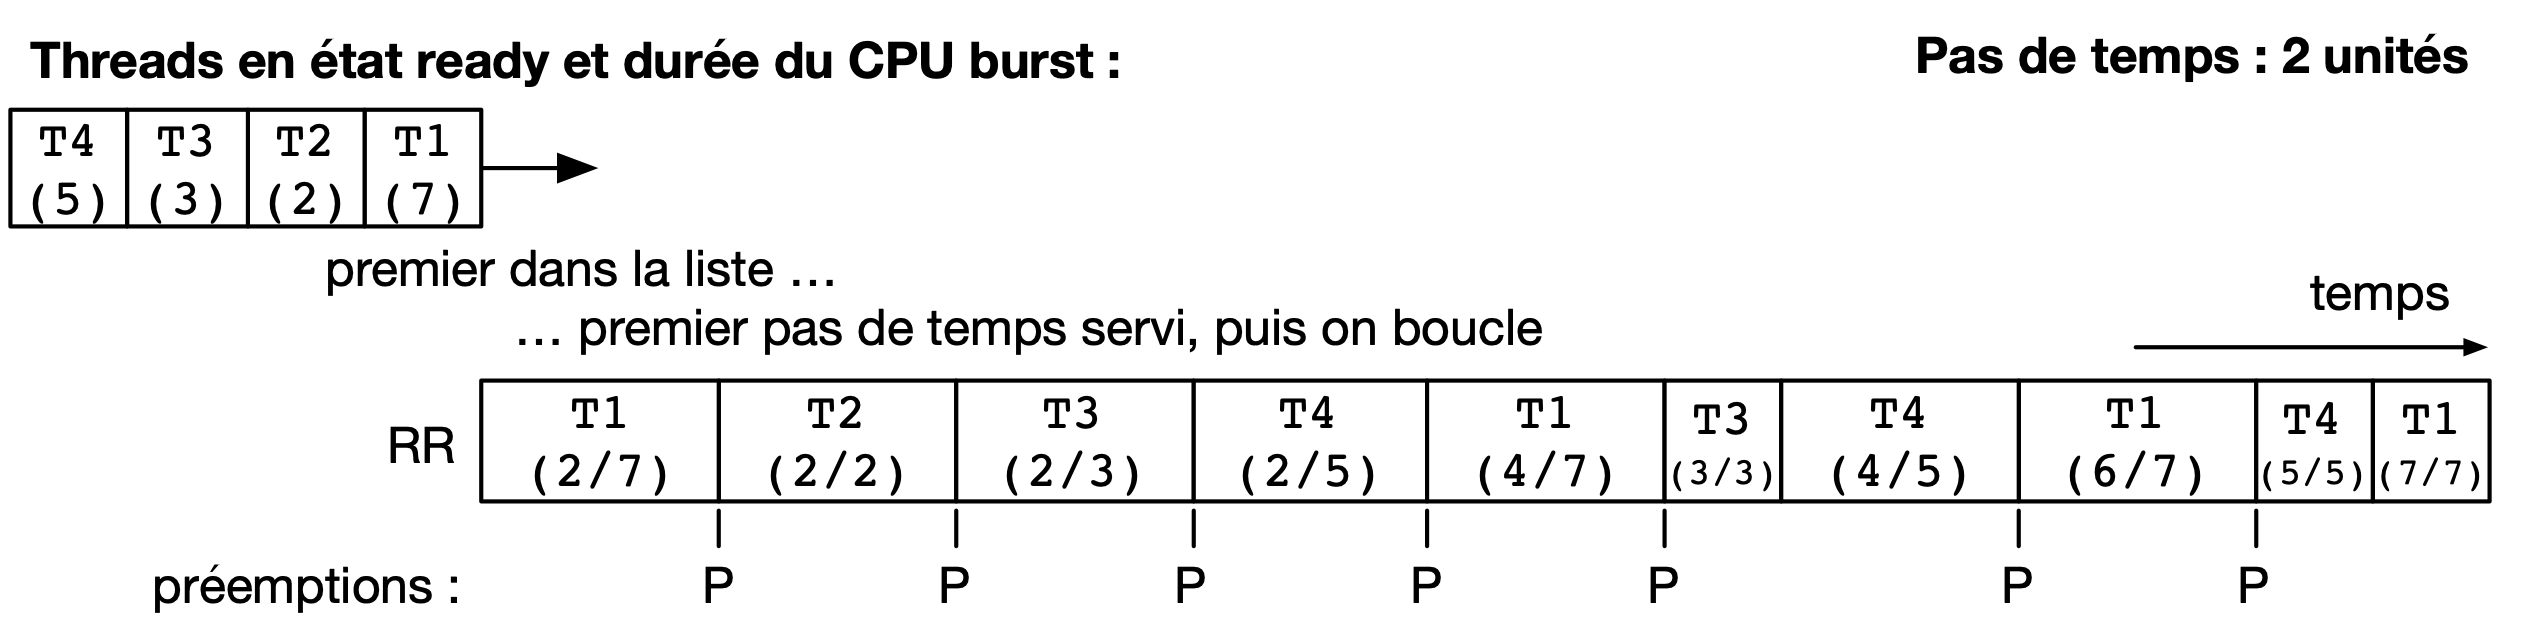 Threads en état ready et durée du CPU burst :
Pas de temps : 2 unités
T4 T3 T2 T1
(5) (3) (2) (7)
premier dans la liste ...
... premier pas de temps servi, puis on boucle
temps
RR
T1 T2 T3 T4 T1 T3 T4 T1 T4 T1
(2/7) (2/2) (2/3) (2/5) (4/7) (3/3) (4/5) (6/7) (5/5) (7/7)
préemptions : P P P P P P P